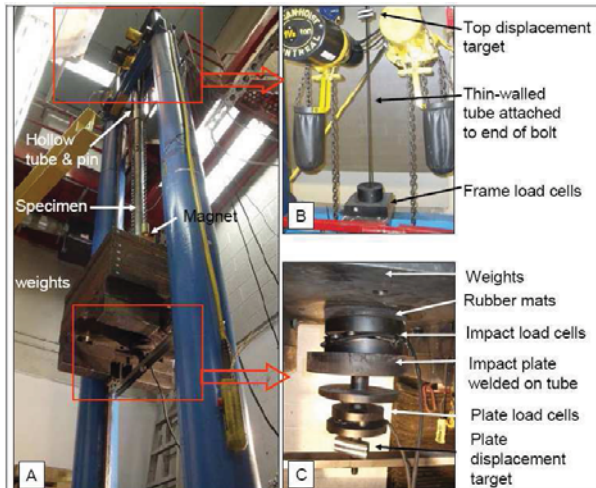 Hollow
tube & pin
Specimen
Magnet
weights
A
MONTREAL
Top displacement
target
Thin-walled
tube attached
to end of bolt
Frame load cells
B
Weights
Rubber mats
Impact load cells
Impact plate
welded on tube
Plate load cells
Plate
displacement
target
C